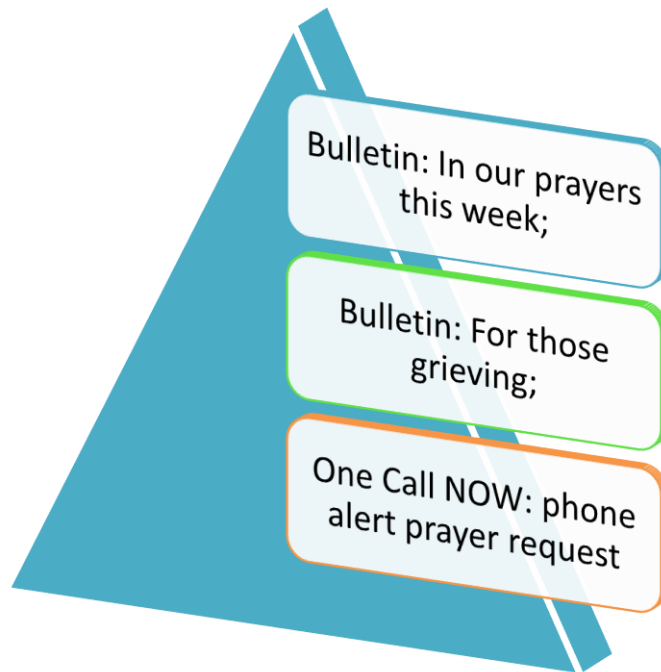 Bulletin: In our prayers
this week;
Bulletin: For those
grieving;
One Call NOW: phone
alert prayer request